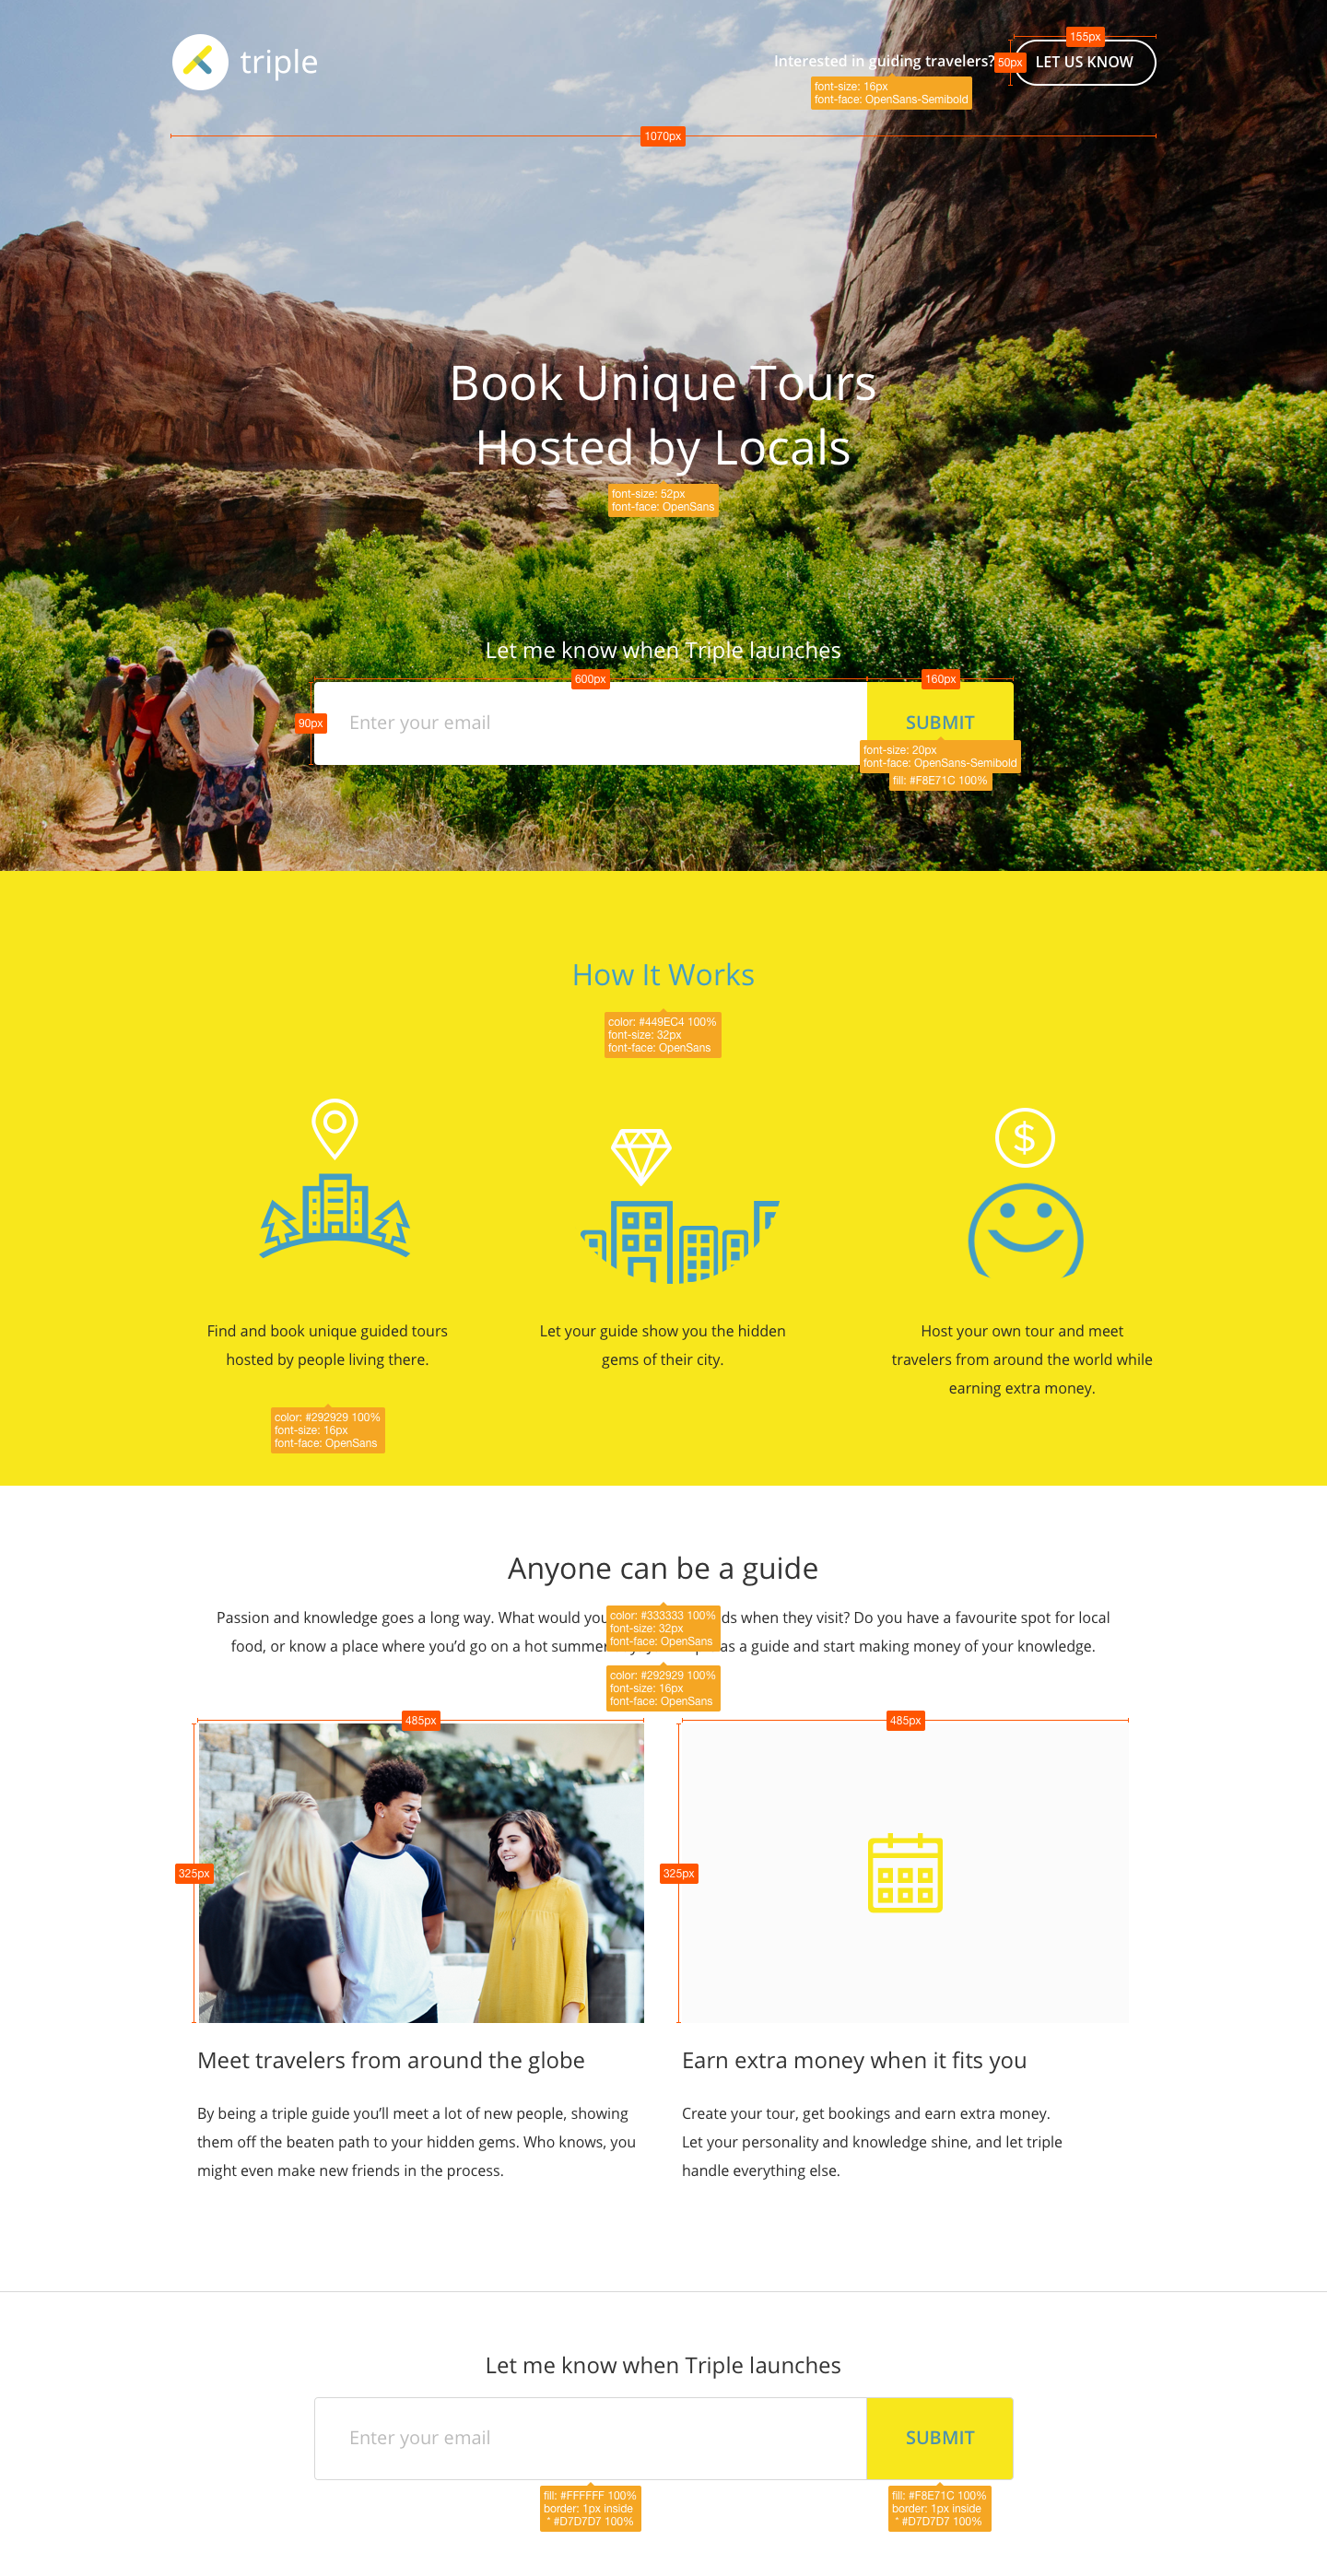 triple
Interested in guiding travelers?
50px
155px
LET US KNOW
font-size: 16px
font-face: OpenSans-Semibold
1070px
Book Unique Tours
Hosted by Locals
font-size: 52px
font-face: OpenSans
Let me know when Triple launches
600px
160px
90px
Enter your email
SUBMIT
font-size: 20px
font-face: OpenSans-Semibold
fill: #F8E71C 100%
How It Works
color: #449EC4 100%
font-size: 32px
font-face: OpenSans
$
Find and book unique guided tours
hosted by people living there.
Let your guide show you the hidden
gems of their city.
Host your own tour and meet
travelers from around the world while
earning extra money.
color: #292929 100%
font-size: 16px
font-face: OpenSans
Anyone can be a guide
Passion and knowledge goes a long way. What would you ds when they visit? Do you have a favourite spot for local
food, or know a place where you’d go on a hot summer as a guide and start making money of your knowledge.
color: #333333 100%
font-size: 32px
font-face: OpenSans
color: #292929 100%
font-size: 16px
font-face: OpenSans
485px
485px
325px
325px
Meet travelers from around the globe
By being a triple guide you’ll meet a lot of new people, showing
them off the beaten path to your hidden gems. Who knows, you
might even make new friends in the process.
Earn extra money when it fits you
Create your tour, get bookings and earn extra money.
Let your personality and knowledge shine, and let triple
handle everything else.
Let me know when Triple launches
Enter your email
SUBMIT
fill: #FFFFFF 100%
border: 1px inside
* #D7D7D7 100%
fill: #F8E71C 100%
border: 1px inside
* #D7D7D7 100%